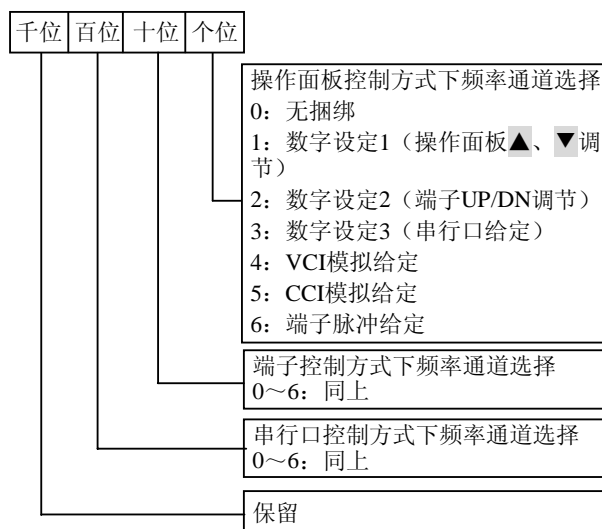 千位 百位 十位 个位
操作面板控制方式下频率通道选择
0：无捆绑
1：数字设定1（操作面板▲、▼调
节）
2：数字设定2（端子UP/DN调节）
3：数字设定3（串行口给定）
4：VCI模拟给定
5：CCI模拟给定
6：端子脉冲给定
端子控制方式下频率通道选择
0～6：同上
串行口控制方式下频率通道选择
0～6：同上
保留